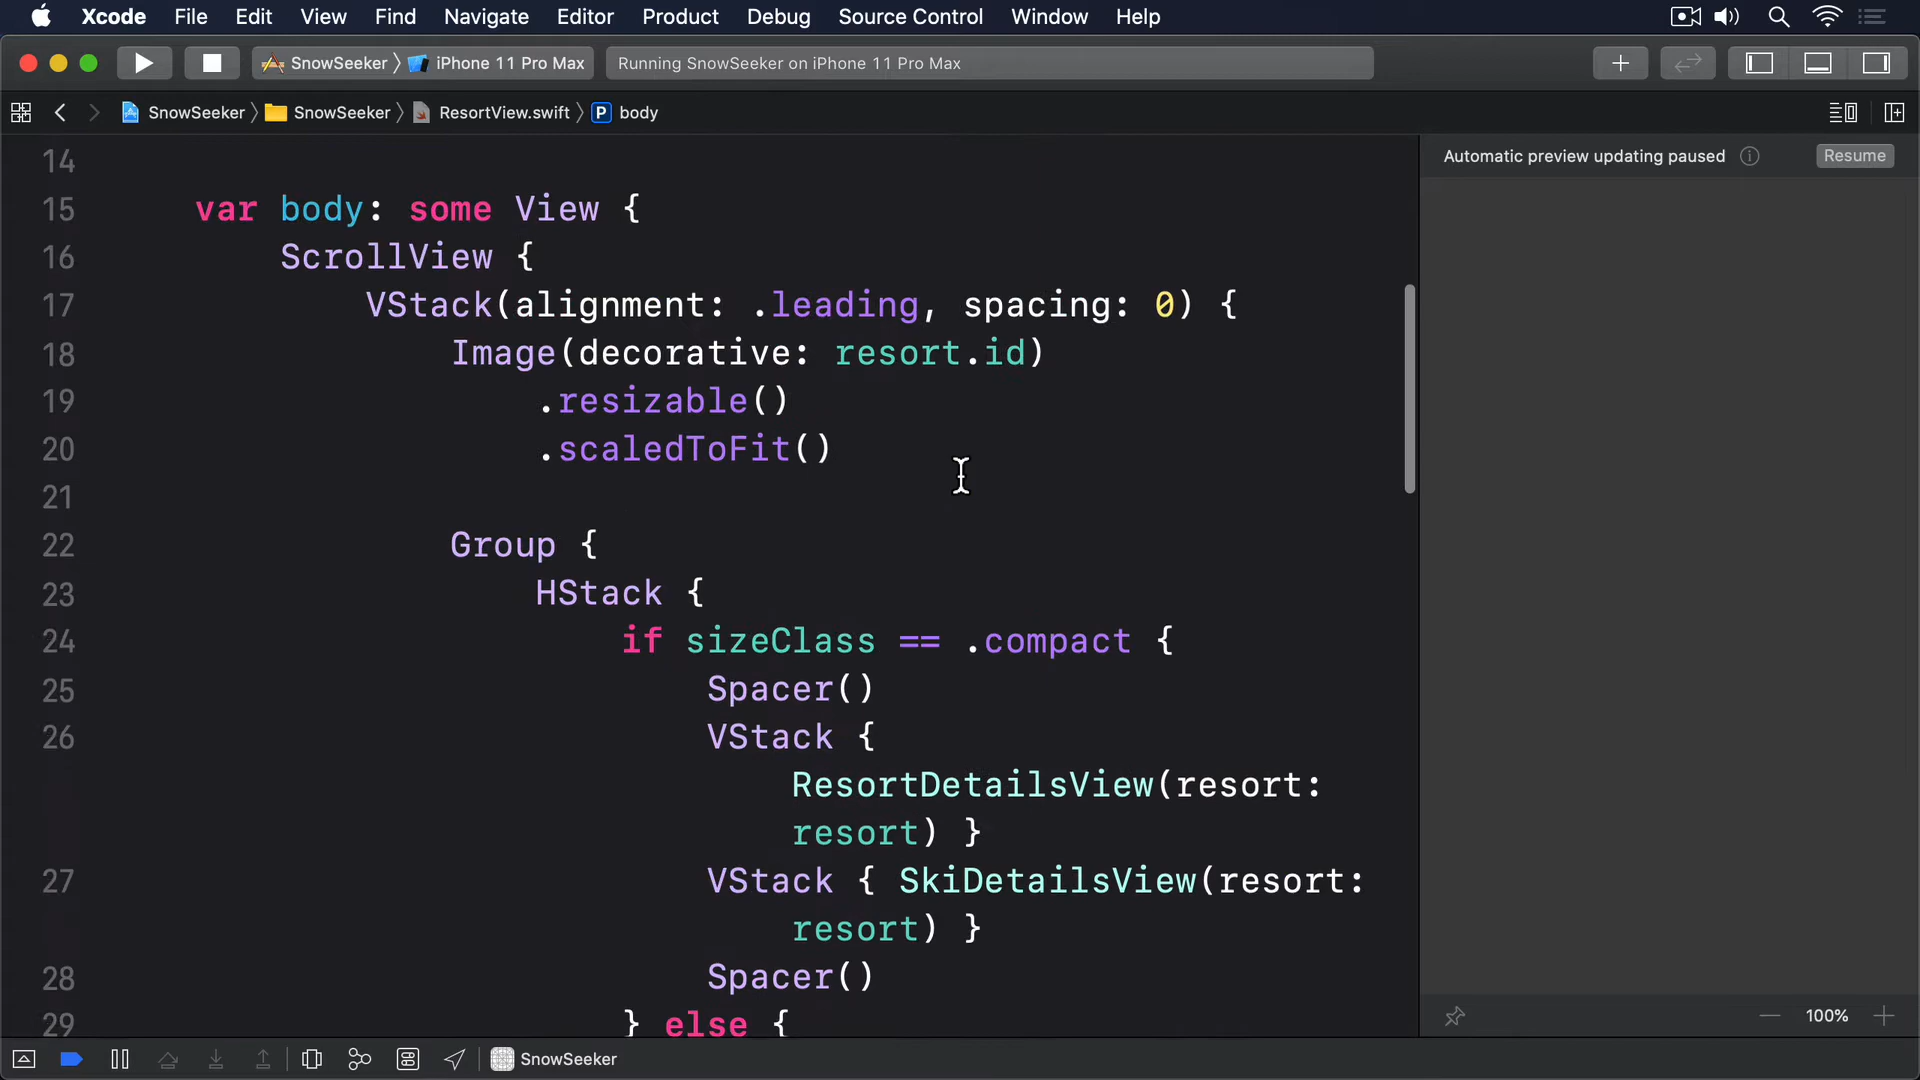 Xcode File Edit View Find Navigate Editor Product Debug Source Control Window Help
SnowSeeker iPhone 11 Pro Max Running SnowSeeker on iPhone 11 Pro Max
SnowSeeker SnowSeeker ResortView.swift P body
Automatic preview updating paused Resume
14
15 var body: some View {
16 ScrollView {
17 VStack(alignment: .leading, spacing: 0) {
18 Image(decorative: resort.id)
19 .resizable()
20 .scaledToFit()
21
22 Group {
23 HStack {
24 if sizeClass == .compact {
25 Spacer()
26 VStack {
ResortDetailsView(resort:
resort) }
27 VStack { SkiDetailsView(resort:
resort) }
28 Spacer()
29 } else {
100%
SnowSeeker